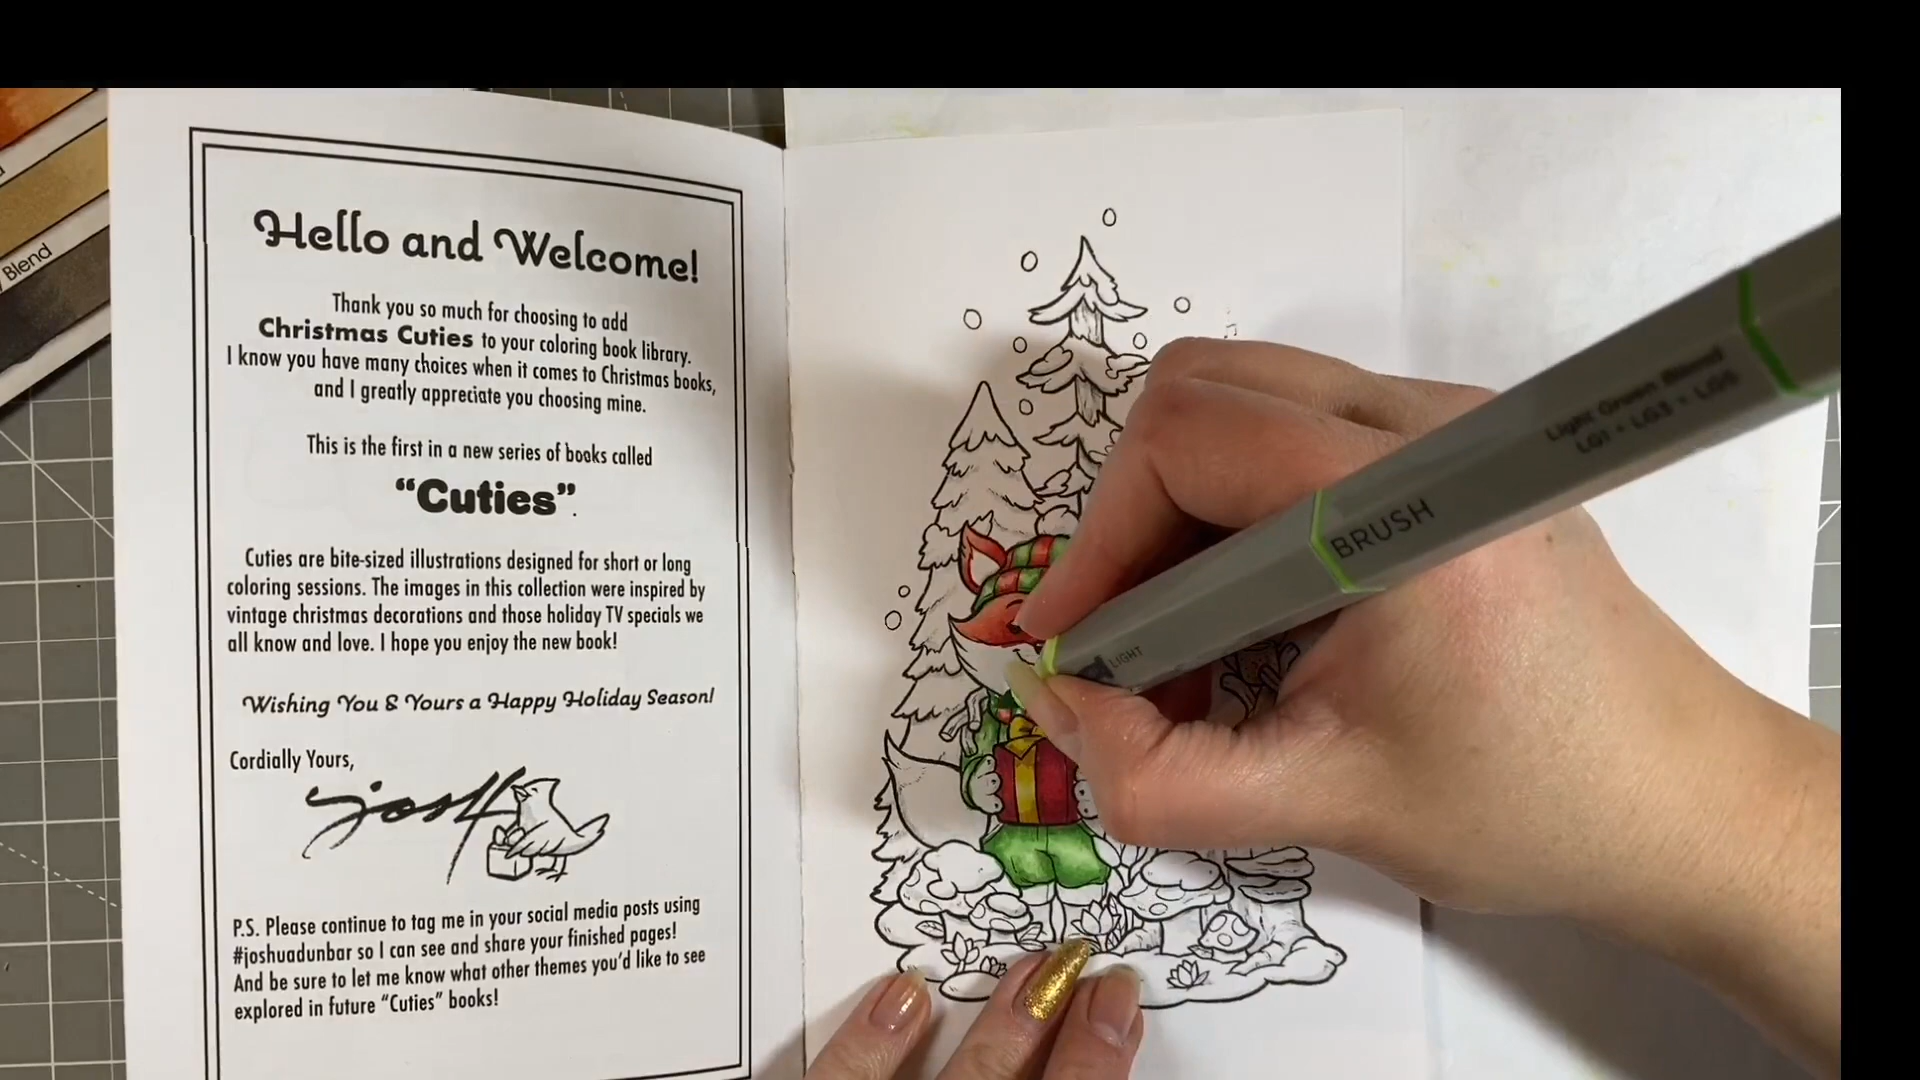 Blend
Hello and Welcome!
Thank you so much for choosing to add
Christmas Cuties to your coloring book library.
I know you have many choices when it comes to Christmas books,
and I greatly appreciate you choosing mine.
This is the first in a new series of books called
“Cuties”.
Cuties are bite-sized illustrations designed for short or long
coloring sessions. The images in this collection were inspired by
vintage christmas decorations and those holiday TV specials we
all know and love. I hope you enjoy the new book!
Wishing You & Yours a Happy Holiday Season!
Cordially Yours,
josh
P.S. Please continue to tag me in your social media posts using
#joshuadunbar so I can see and share your finished pages!
And be sure to let me know what other themes you’d like to see
explored in future “Cuties” books!
Light Green Blend
LG1 • LG3 • LG5
BRUSH
LIGHT